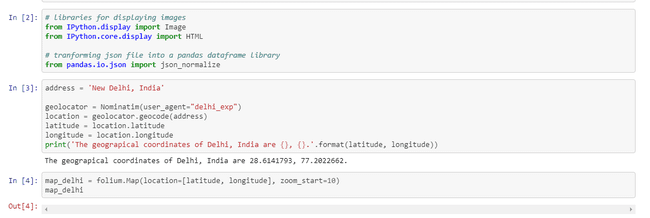 In [2]: # libraries for displaying images
from IPython.display import Image
from IPython.core.display import HTML
# tranforming json file into a pandas dataframe library
from pandas.io.json import json_normalize
In [3]: address = 'New Delhi, India'
geolocator = Nominatim(user_agent="delhi_exp")
location = geolocator.geocode(address)
latitude = location.latitude
longitude = location.longitude
print('The geograpical coordinates of Delhi, India are {}, {}.'.format(latitude, longitude))
The geograpical coordinates of Delhi, India are 28.6141793, 77.2022662.
In [4]: map_delhi = folium.Map(location=[latitude, longitude], zoom_start=10)
map_delhi
Out[4]: